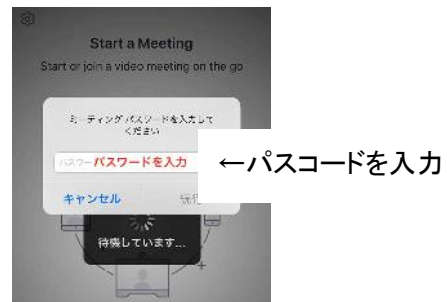 Start a Meeting
Start or join a video meeting on the go
ミーティングパスワードを入力して
ください
パスワードを入力
←パスコードを入力
キャンセル
待機しています...